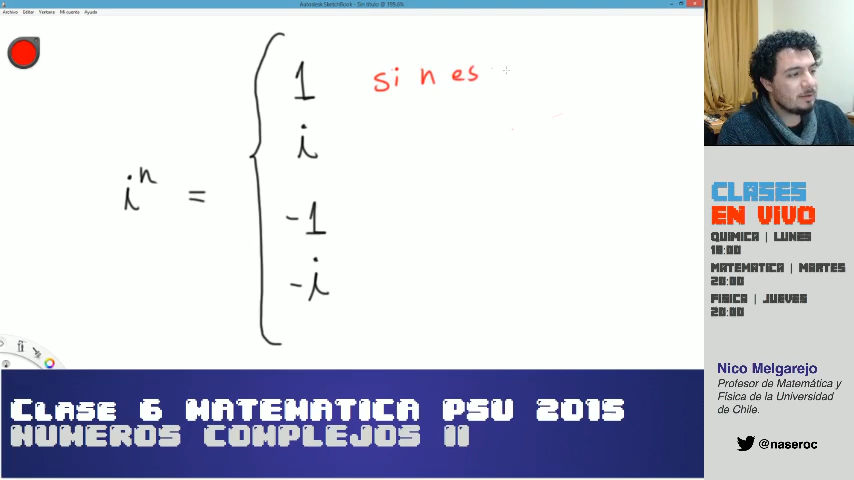 Autodesk SketchBook - Sin título @ 199.6%
Archivo Editar Ventana Mi cuenta Ayuda
1 si n es
i
i^n =
-1
-i
CLASES
EN VIVO
QUIMICA | LUNES
18:00
MATEMATICA | MARTES
20:00
FISICA | JUEVES
20:00
Nico Melgarejo
Profesor de Matemática y
Física de la Universidad
de Chile.
@naseroc
Clase 6 MATEMATICA PSU 2015
NUMEROS COMPLEJOS II